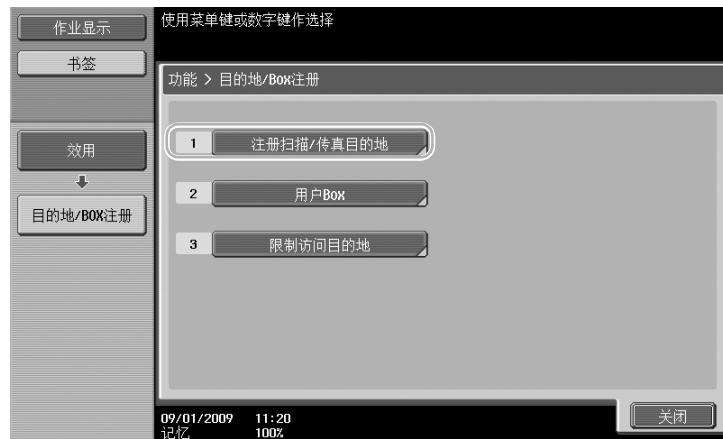 作业显示
书签
使用菜单键或数字键作选择
功能 > 目的地/Box注册
效用
目的地/BOX注册
1 注册扫描/传真目的地
2 用户Box
3 限制访问目的地
09/01/2009 11:20
记忆 100%
关闭